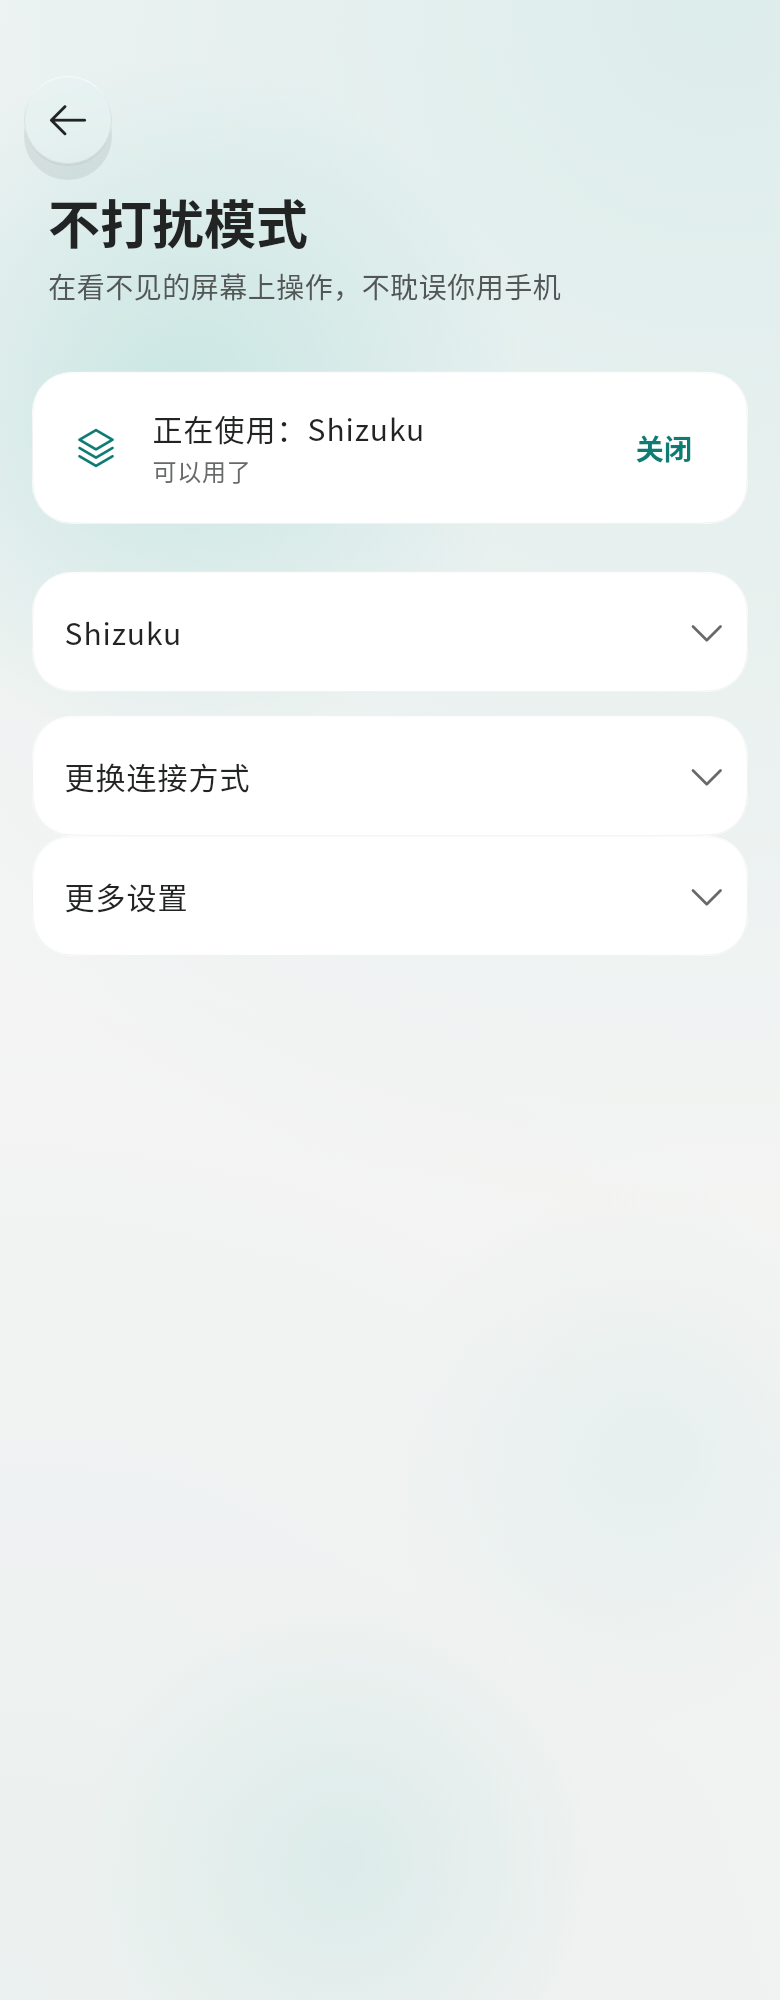 不打扰模式
在看不见的屏幕上操作，不耽误你用手机
正在使用：Shizuku
可以用了
关闭
Shizuku
更换连接方式
更多设置